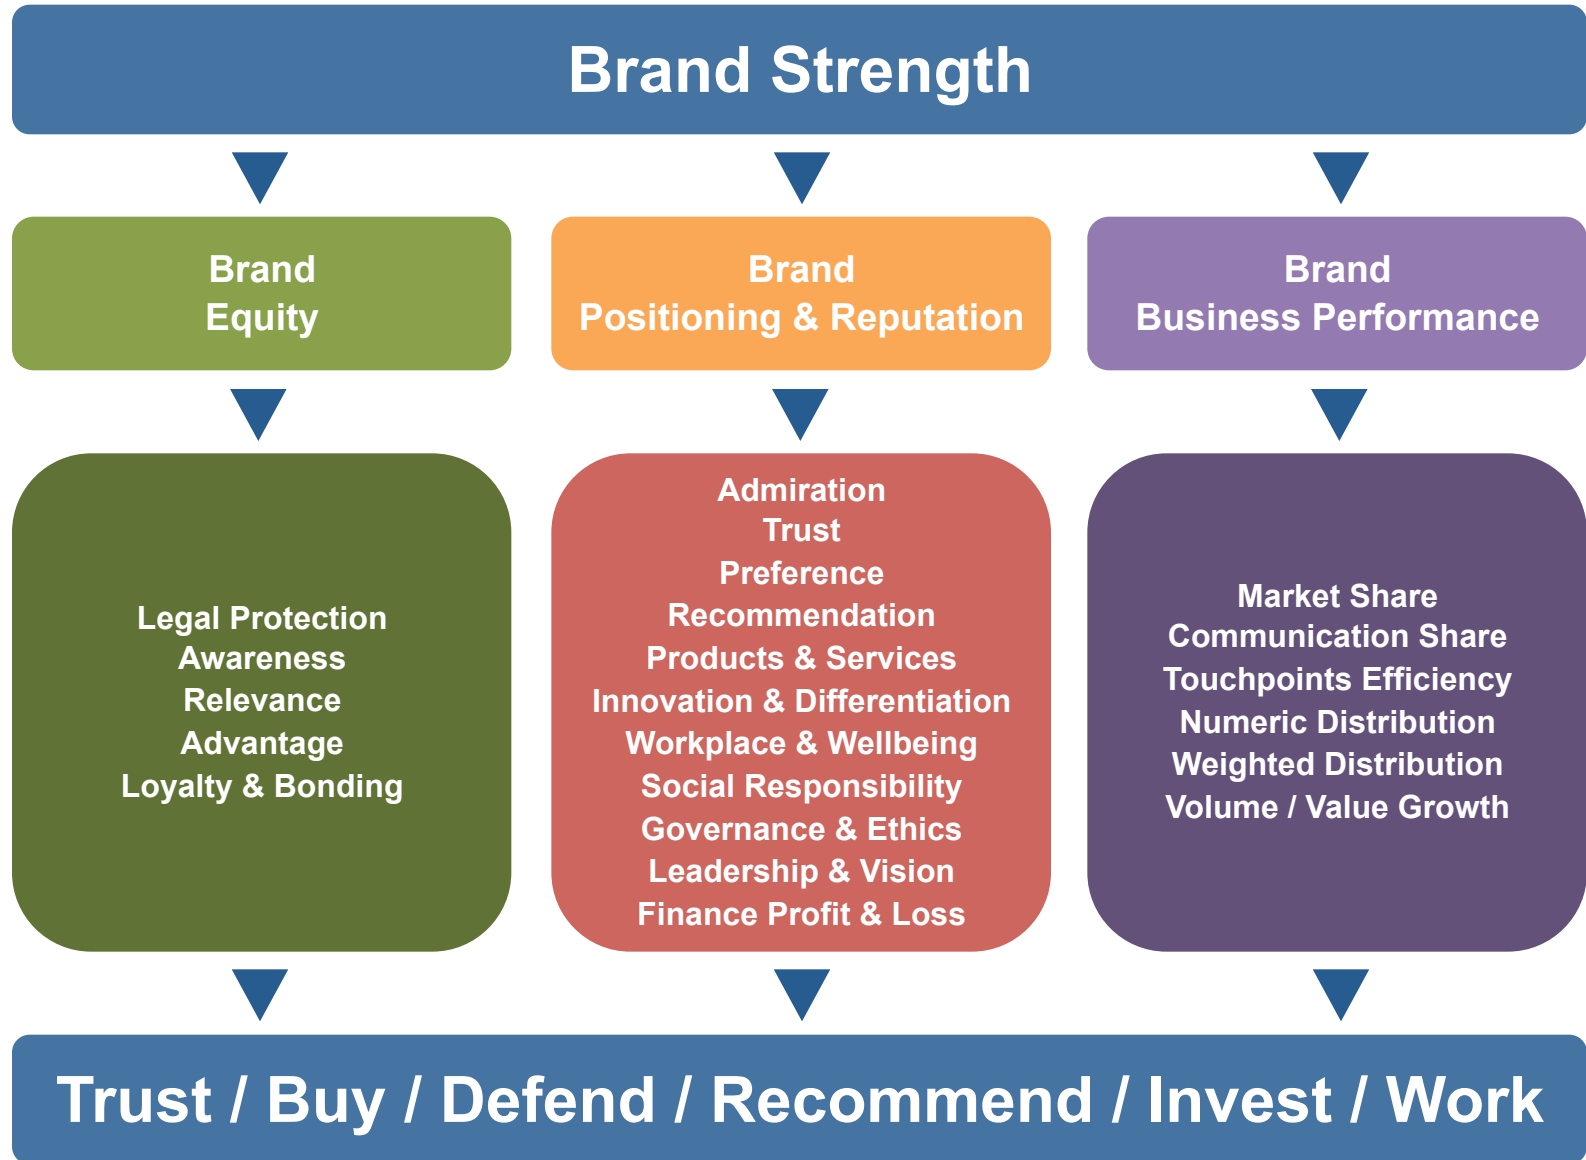 Brand Strength
Brand
Equity
Brand
Positioning & Reputation
Brand
Business Performance
Legal Protection
Awareness
Relevance
Advantage
Loyalty & Bonding
Admiration
Trust
Preference
Recommendation
Products & Services
Innovation & Differentiation
Workplace & Wellbeing
Social Responsibility
Governance & Ethics
Leadership & Vision
Finance Profit & Loss
Market Share
Communication Share
Touchpoints Efficiency
Numeric Distribution
Weighted Distribution
Volume / Value Growth
Trust / Buy / Defend / Recommend / Invest / Work